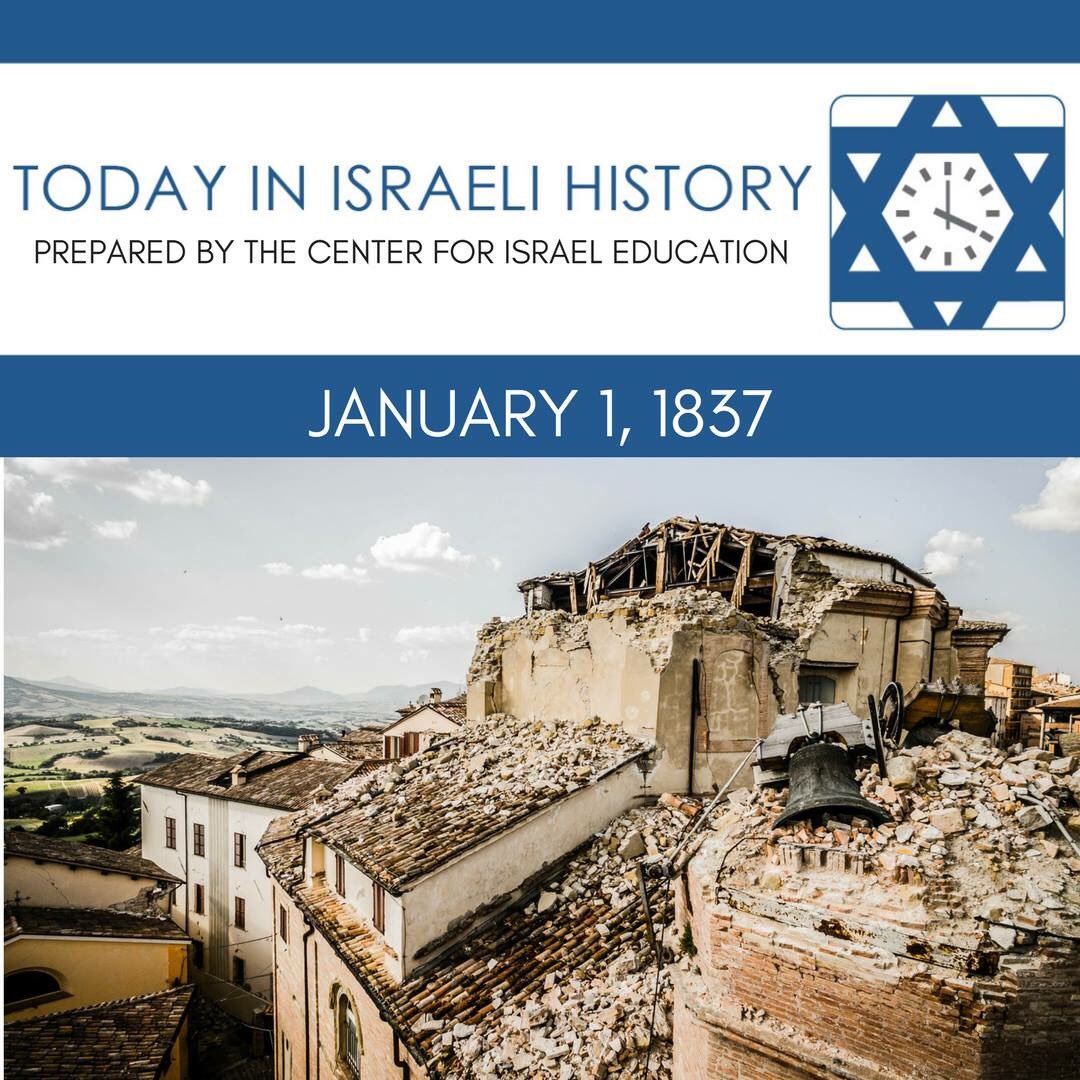 TODAY IN ISRAELI HISTORY
PREPARED BY THE CENTER FOR ISRAEL EDUCATION
JANUARY 1, 1837